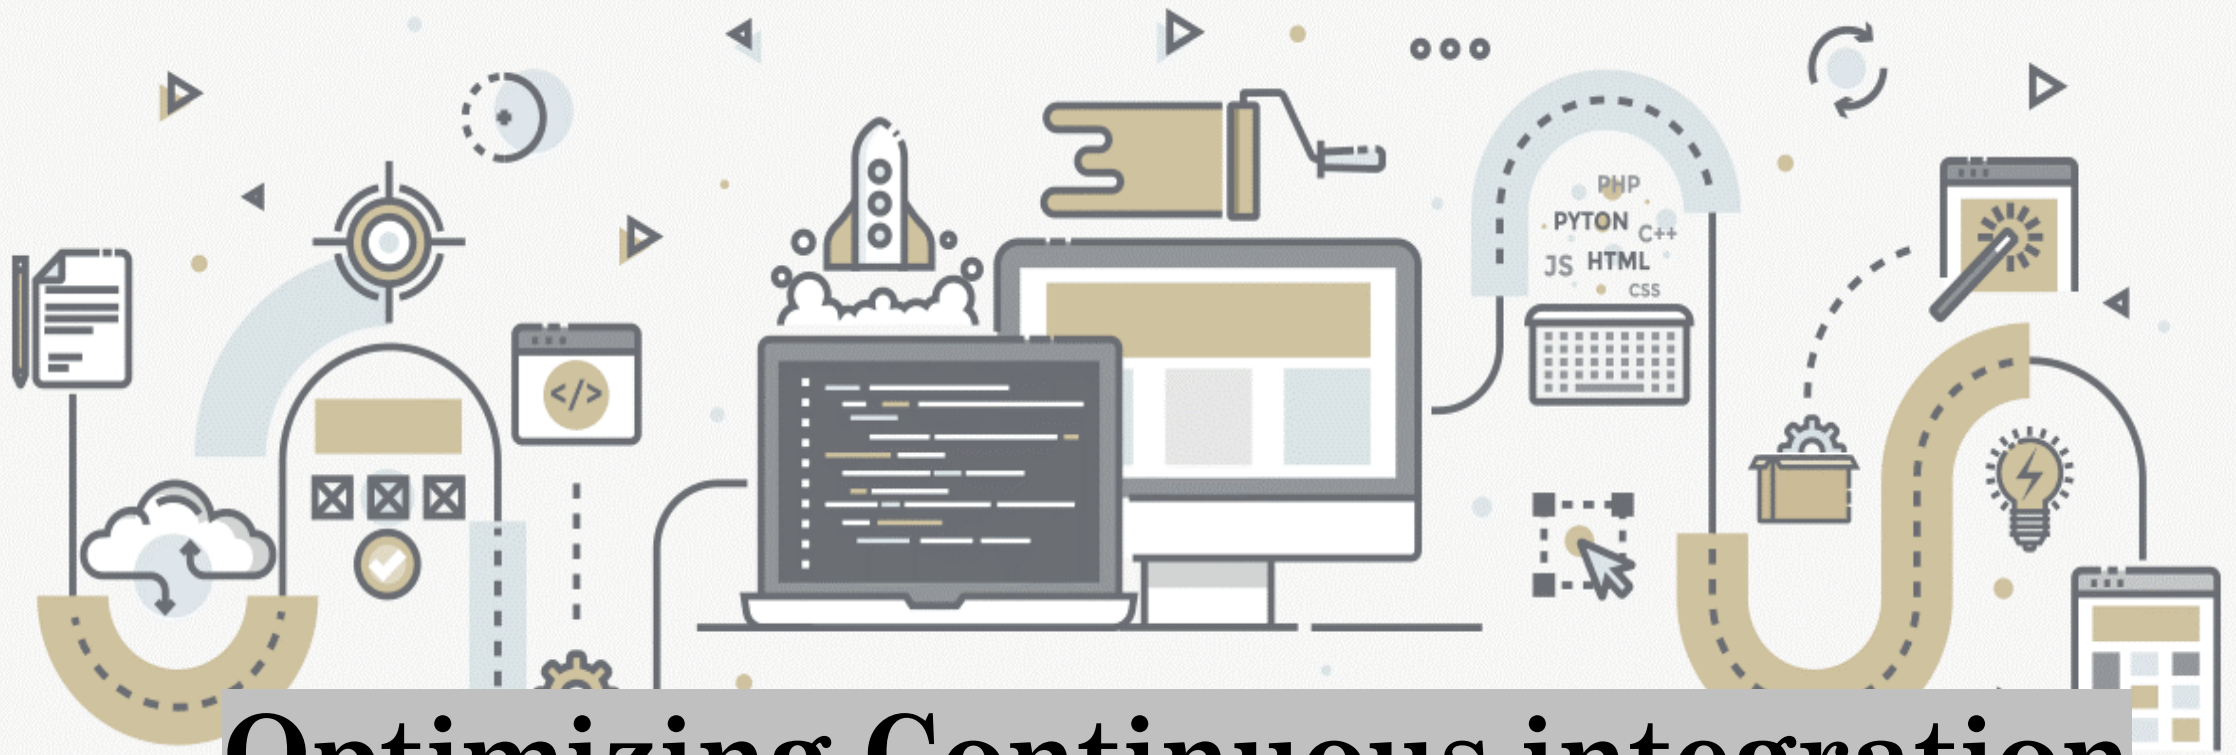 PHP
PYTON
C++
JS HTML
CSS
</>
Optimizing Continuous integration